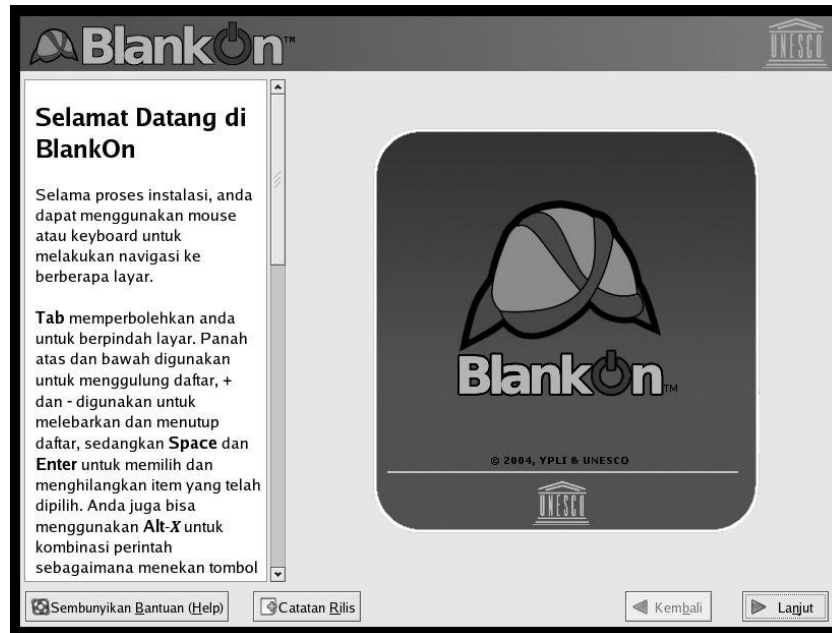 BlankOn™
UNESCO
Selamat Datang di
BlankOn
Selama proses instalasi, anda
dapat menggunakan mouse
atau keyboard untuk
melakukan navigasi ke
berberapa layar.
Tab memperbolehkan anda
untuk berpindah layar. Panah
atas dan bawah digunakan
untuk menggulung daftar, +
dan - digunakan untuk
melebarkan dan menutup
daftar, sedangkan Space dan
Enter untuk memilih dan
menghilangkan item yang telah
dipilih. Anda juga bisa
menggunakan Alt-X untuk
kombinasi perintah
sebagaimana menekan tombol
BlankOn™
© 2004, YPLI & UNESCO
UNESCO
Sembunyikan Bantuan (Help)
Catatan Rilis
Kembali
Lanjut